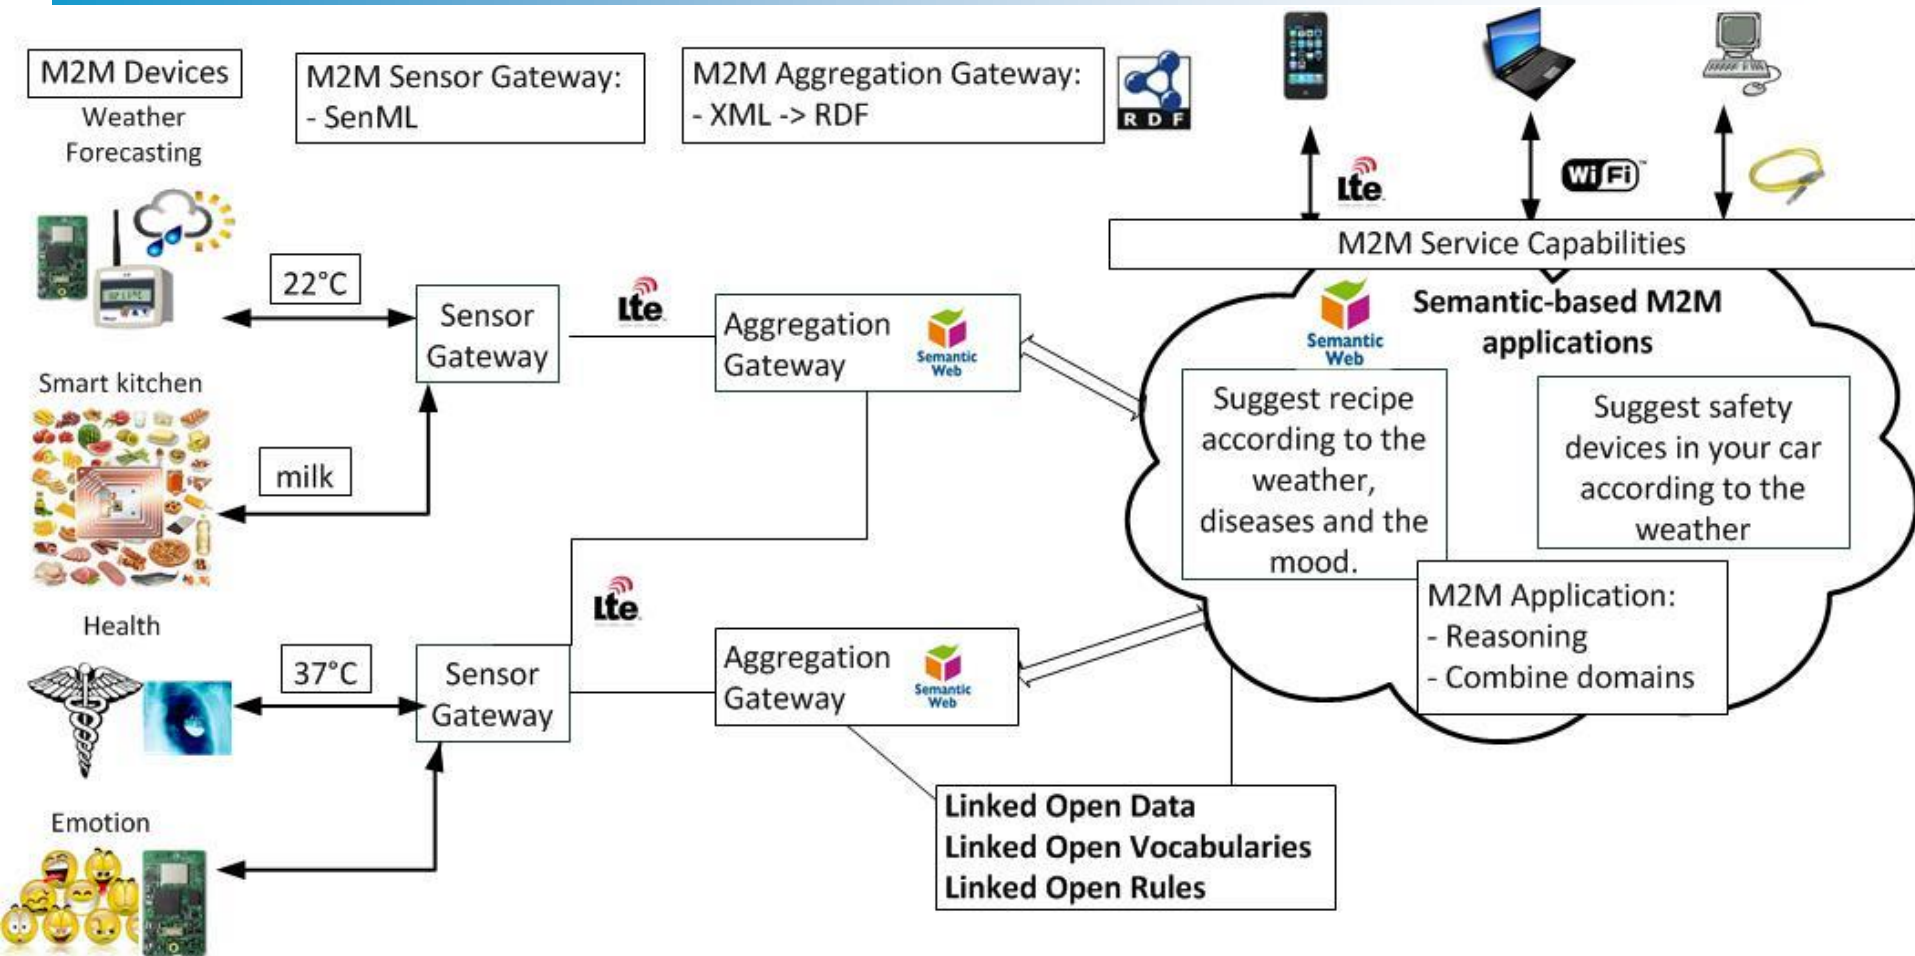 M2M Devices
Weather
Forecasting
M2M Sensor Gateway:
- SenML
M2M Aggregation Gateway:
- XML -> RDF
RDF
Lte
Wi Fi
M2M Service Capabilities
22°C
Sensor
Gateway
Lte
Aggregation
Gateway
Semantic
Web
Semantic
Web
Semantic-based M2M
applications
Suggest recipe
according to the
weather,
diseases and the
mood.
Suggest safety
devices in your car
according to the
weather
M2M Application:
- Reasoning
- Combine domains
Smart kitchen
milk
Health
37°C
Sensor
Gateway
Lte
Aggregation
Gateway
Semantic
Web
Emotion
Linked Open Data
Linked Open Vocabularies
Linked Open Rules